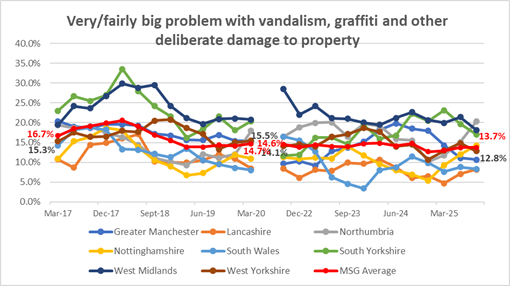 Very/fairly big problem with vandalism, graffiti and other
deliberate damage to property
40.0%
35.0%
30.0%
25.0%
20.0%
15.0%
10.0%
5.0%
0.0%
16.7%
15.3%
15.5%
14.6%
14.1%
13.7%
12.8%
Mar-17 Dec-17 Sept-18 Jun-19 Mar-20 Dec-22 Sep-23 Jun-24 Mar-25
Greater Manchester Lancashire Northumbria
Nottinghamshire South Wales South Yorkshire
West Midlands West Yorkshire MSG Average